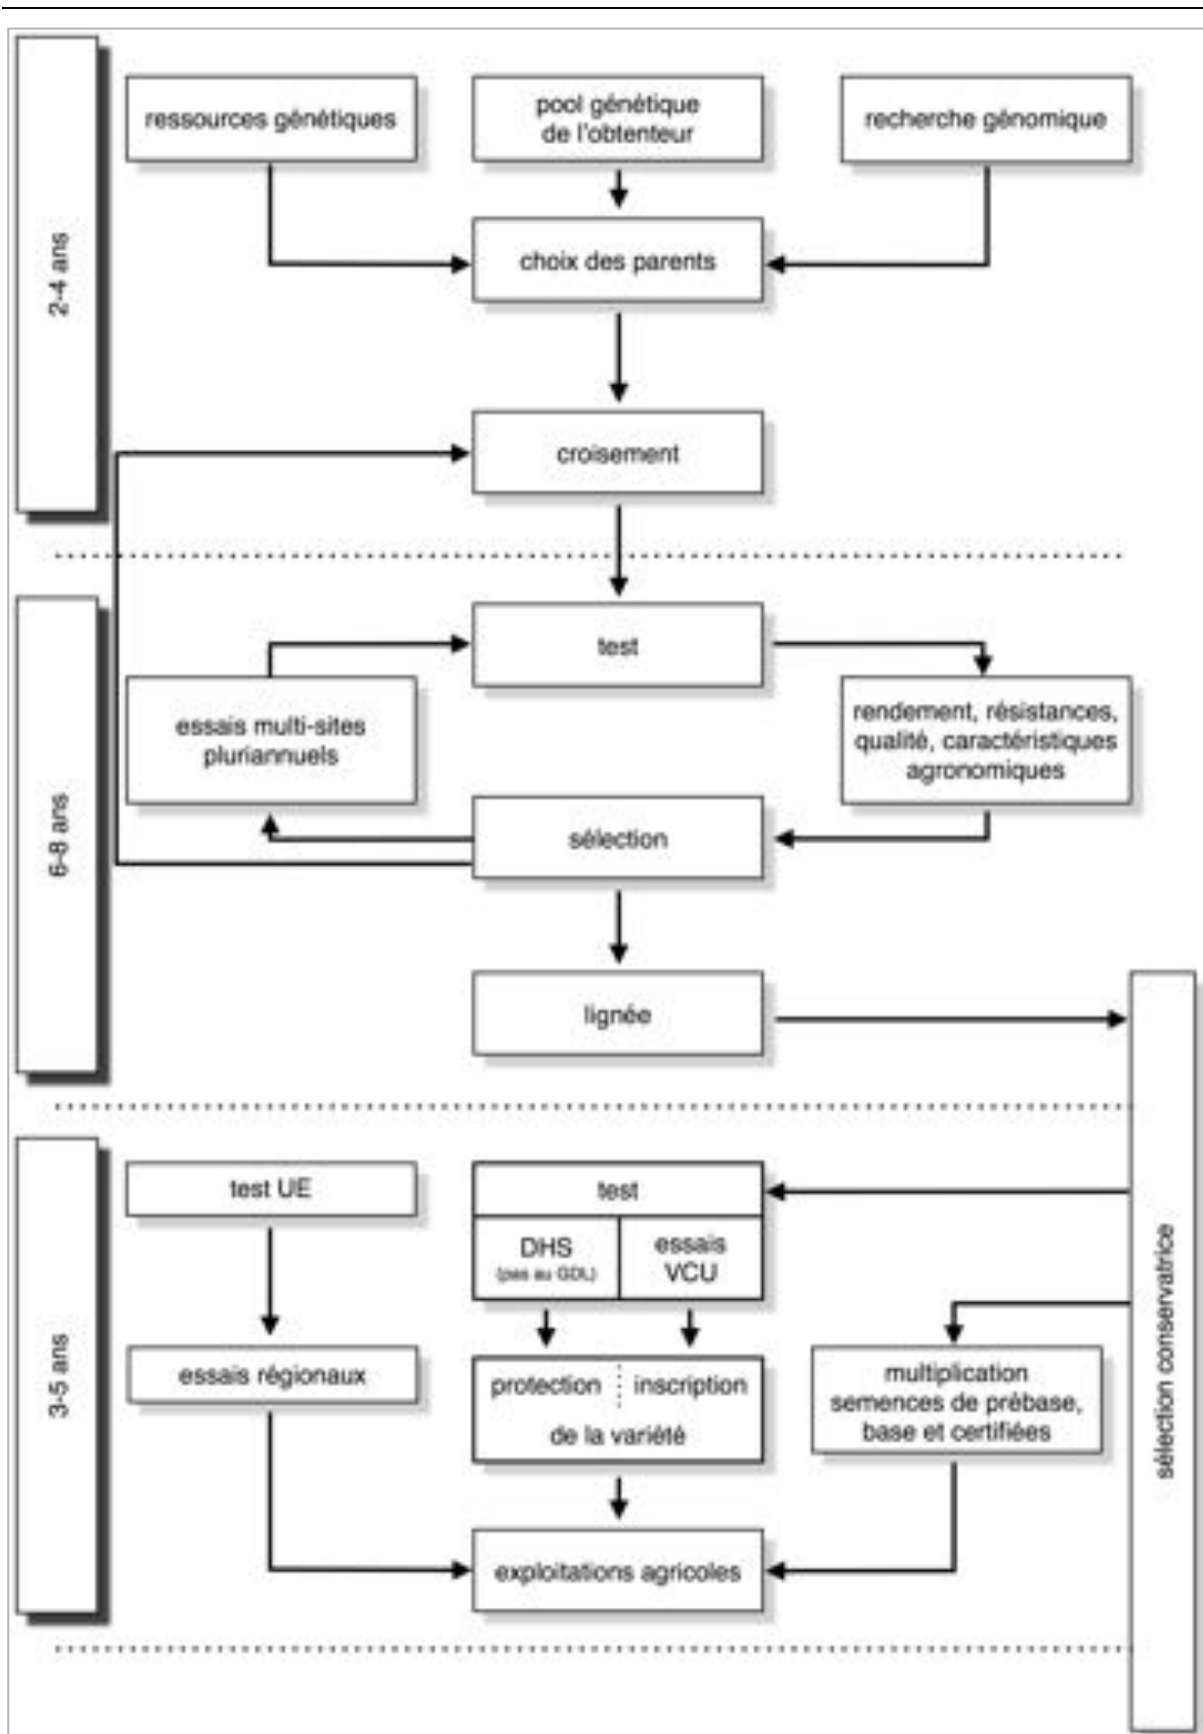 2-4 ans
ressources génétiques
pool génétique
de l'obtenteur
recherche génomique
choix des parents
croisement
6-8 ans
test
essais multi-sites
pluriannuels
rendement, résistances,
qualité, caractéristiques
agronomiques
sélection
lignée
sélection conservatrice
3-5 ans
test UE
test
DHS
(pas au GDL)
essais
VCU
essais régionaux
protection
inscription
de la variété
multiplication
semences de prébase,
base et certifiées
exploitations agricoles